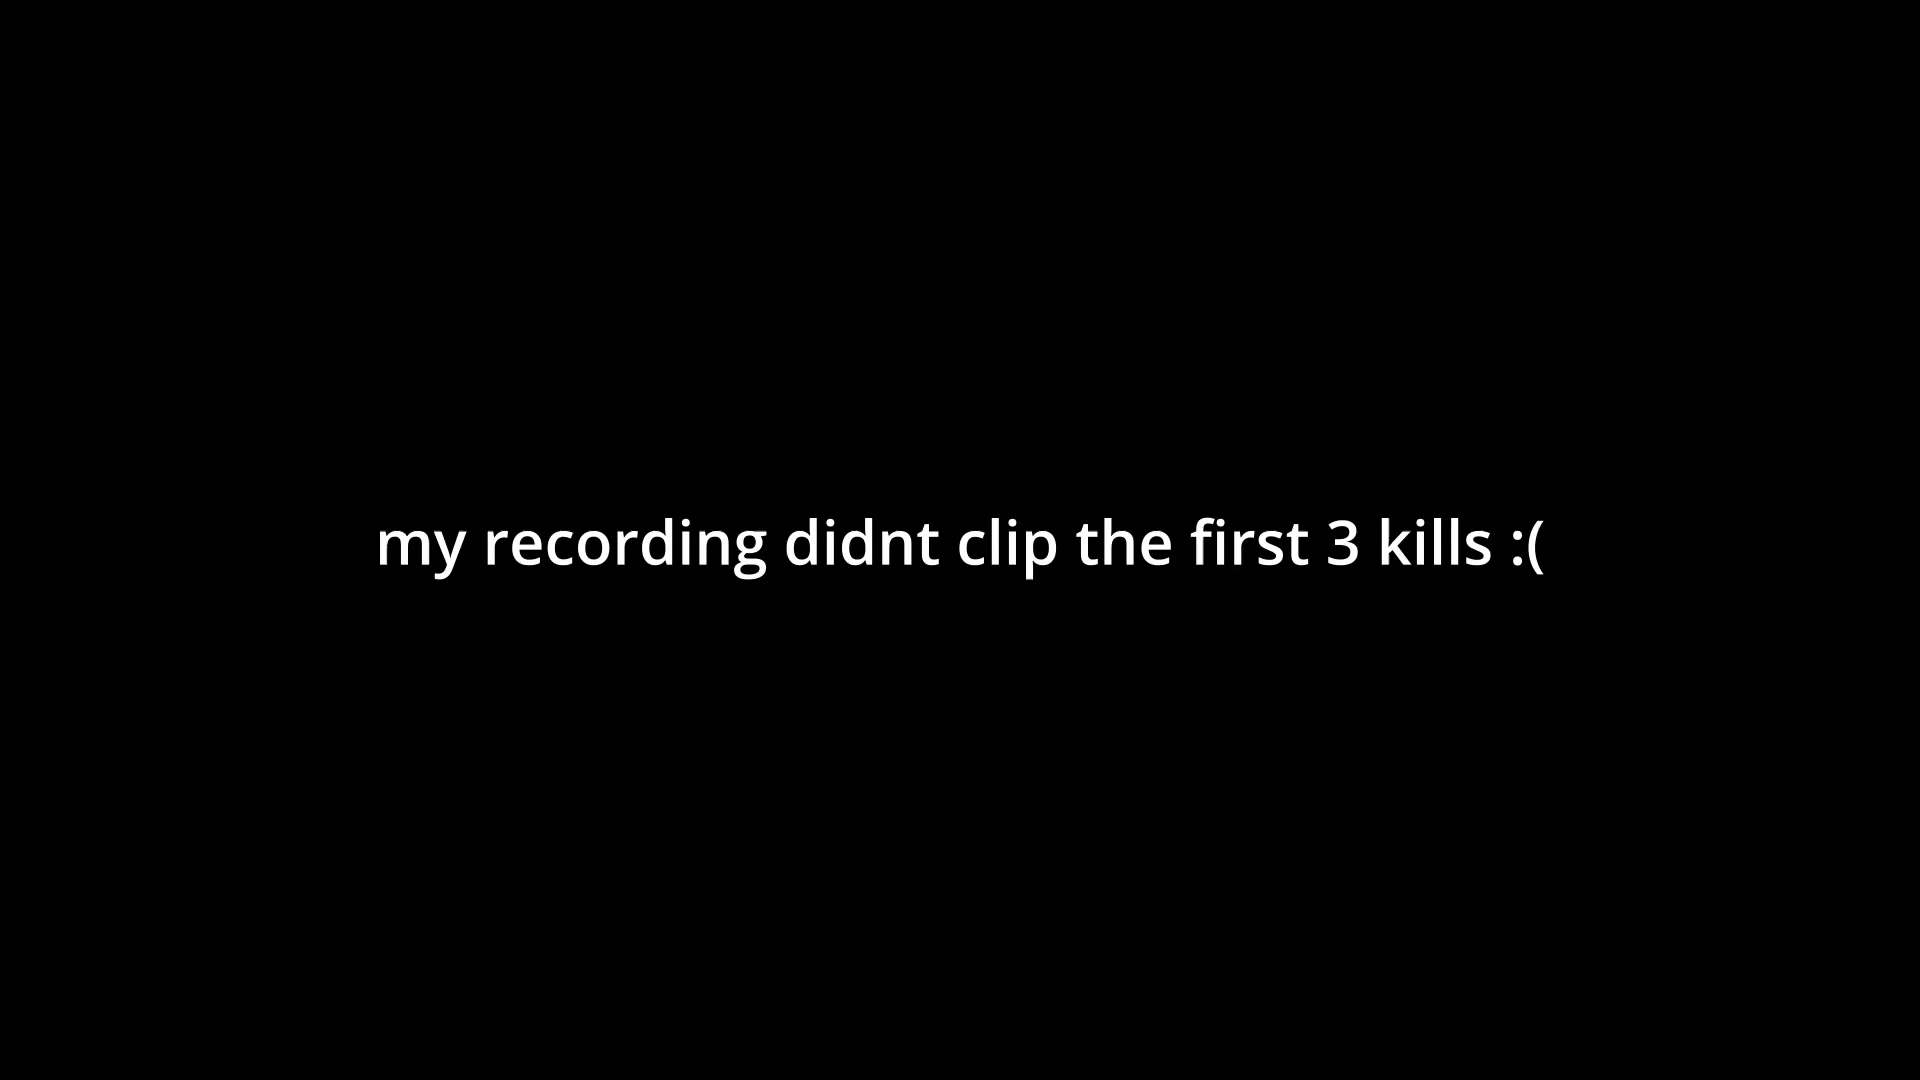 my recording didnt clip the first 3 kills :(